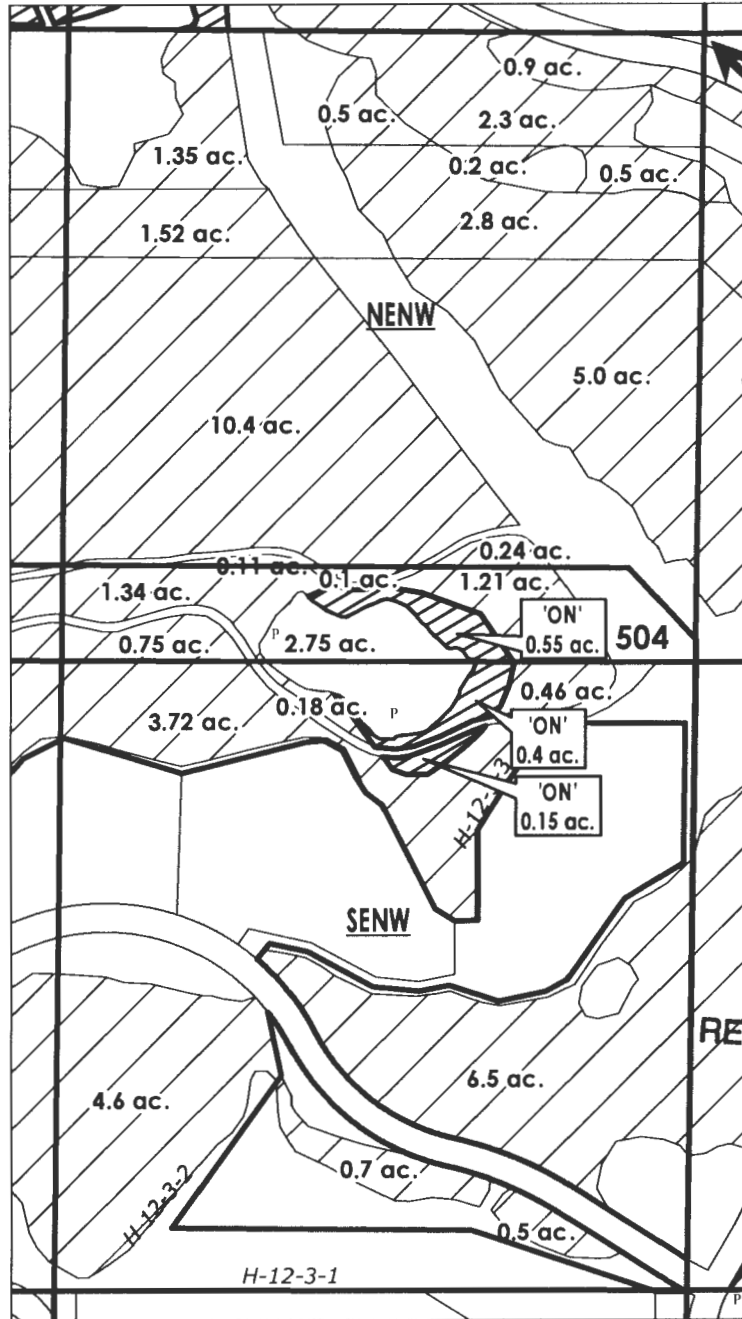 0.9 ac.
0.5 ac.
2.3 ac.
1.35 ac.
0.2 ac.
0.5 ac.
1.52 ac.
2.8 ac.
NENW
5.0 ac.
10.4 ac.
0.24 ac.
0.11 ac.
0.1 ac.
1.21 ac.
1.34 ac.
'ON'
0.55 ac.
504
P
2.75 ac.
0.75 ac.
0.46 ac.
0.18 ac.
P
3.72 ac.
'ON'
0.4 ac.
'ON'
0.15 ac.
SENW
RE
6.5 ac.
4.6 ac.
0.7 ac.
H-12-3-2
0.5 ac.
H-12-3-1
P